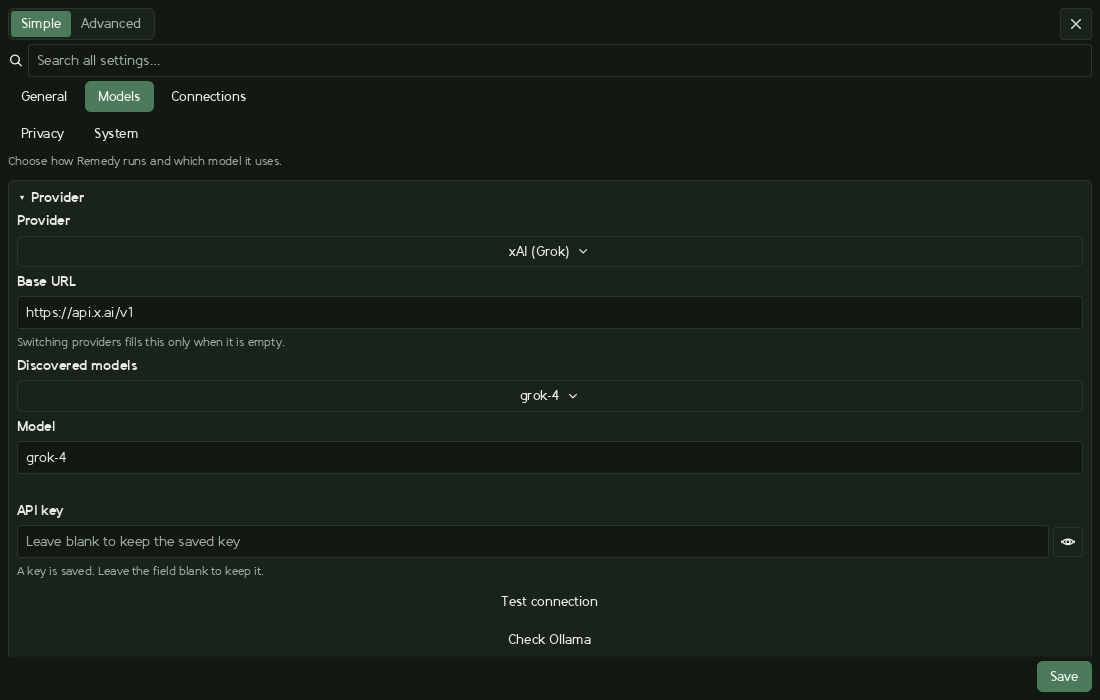 Simple Advanced
Search all settings...
General Models Connections
Privacy System
Choose how Remedy runs and which model it uses.
Provider
Provider
xAI (Grok)
Base URL
https://api.x.ai/v1
Switching providers fills this only when it is empty.
Discovered models
grok-4
Model
grok-4
API key
Leave blank to keep the saved key
A key is saved. Leave the field blank to keep it.
Test connection
Check Ollama
Save